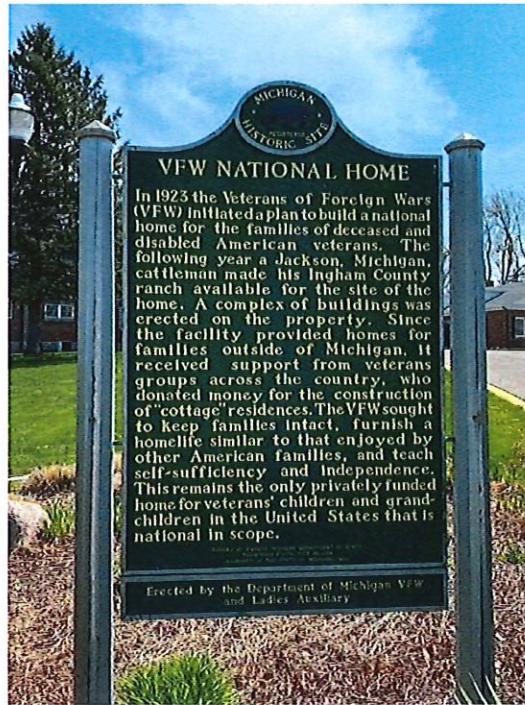 MICHIGAN
REGISTERED
HISTORIC SITE
VFW NATIONAL HOME
In 1923 the Veterans of Foreign Wars
(VFW) initiated a plan to build a national
home for the families of deceased and
disabled American veterans. The
following year a Jackson, Michigan,
cattleman made his Ingham County
ranch available for the site of the
home. A complex of buildings was
erected on the property. Since
the facility provided homes for
families outside of Michigan, it
received support from veterans
groups across the country, who
donated money for the construction
of "cottage" residences. The VFW sought
to keep families intact, furnish a
homelife similar to that enjoyed by
other American families, and teach
self-sufficiency and independence.
This remains the only privately funded
home for veterans' children and grand-
children in the United States that is
national in scope.
Erected by the Department of Michigan VFW
and Ladies Auxiliary